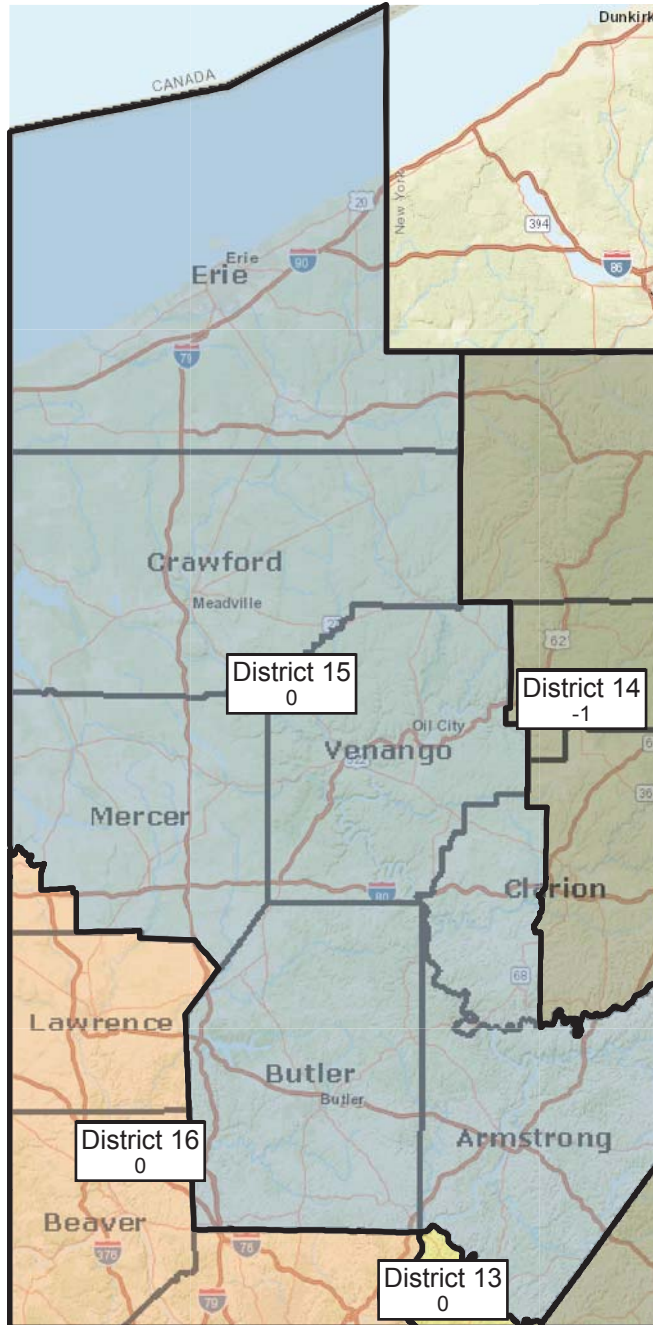 Dunkirk
CANADA
New York
20
394
Erie
Erie
90
86
79
Crawford
Meadville
27
62
District 15
0
District 14
-1
Oil City
Venango
322
36
Mercer
80
Clarion
68
Lawrence
Butler
Butler
Armstrong
District 16
0
Beaver
376
76
District 13
0
79